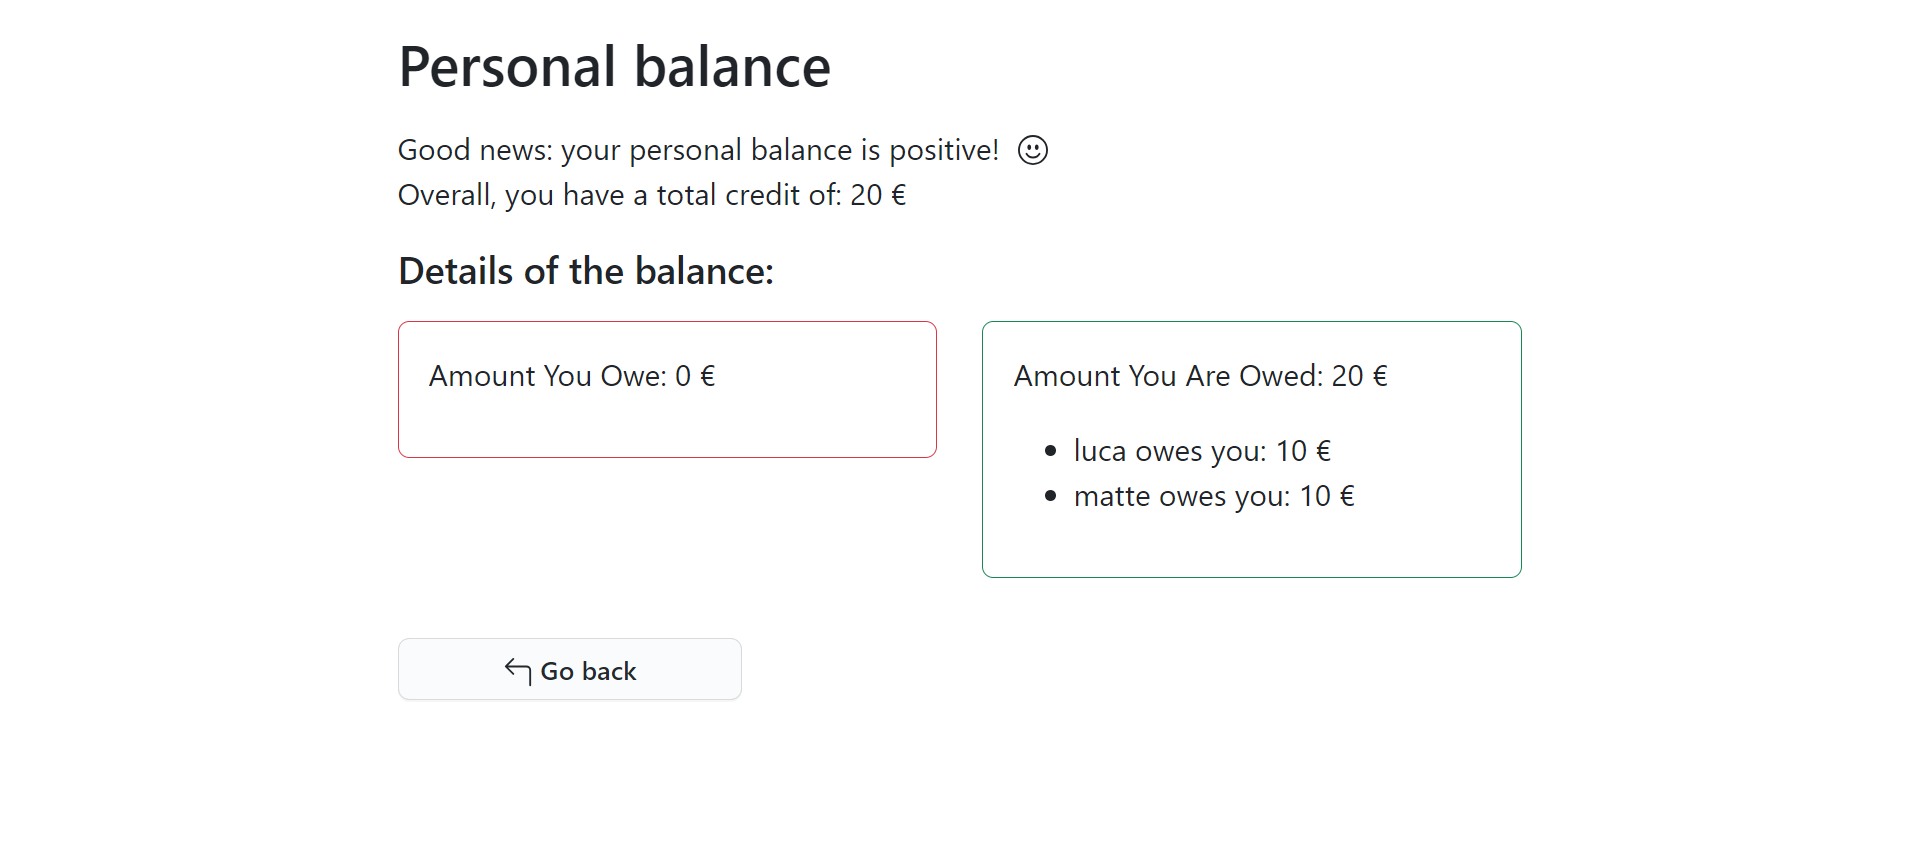 Personal balance
Good news: your personal balance is positive!
Overall, you have a total credit of: 20 €
Details of the balance:
Amount You Owe: 0 €
Amount You Are Owed: 20 €
luca owes you: 10 €
matte owes you: 10 €
Go back